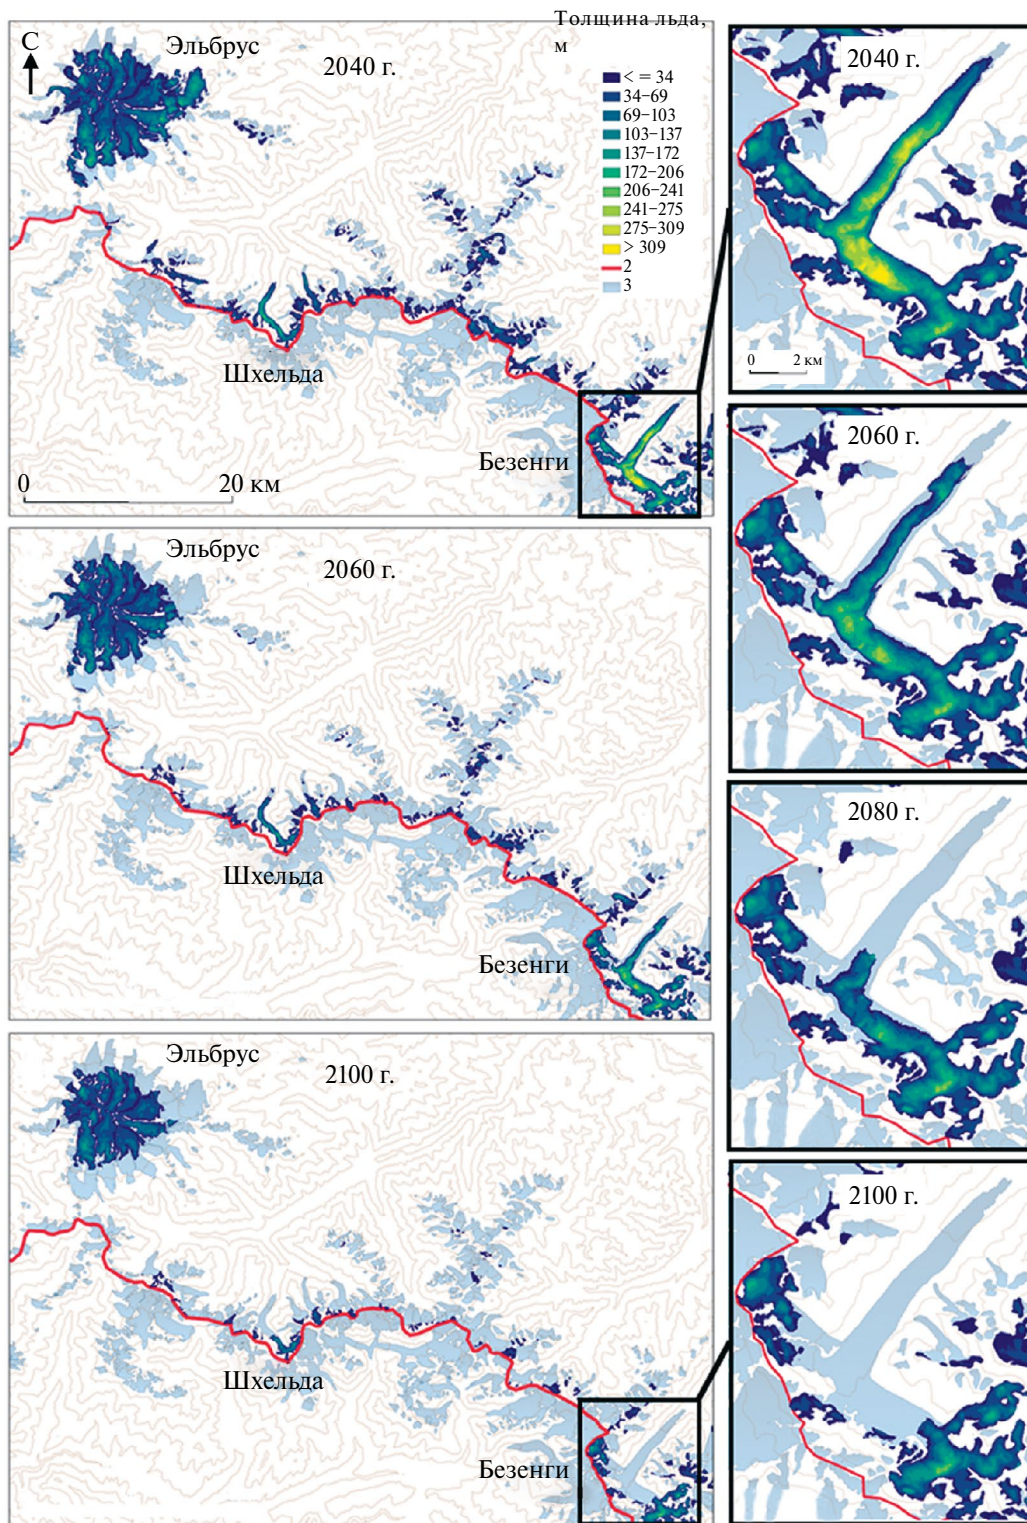 С
Эльбрус
2040 г.
Толщина льда,
м
< = 34
34–69
69–103
103–137
137–172
172–206
206–241
241–275
275–309
> 309
2
3
Шхельда
Безенги
0 20 км
2040 г.
0 2 км
Эльбрус
2060 г.
Шхельда
Безенги
2060 г.
2080 г.
Эльбрус
2100 г.
Шхельда
Безенги
2100 г.